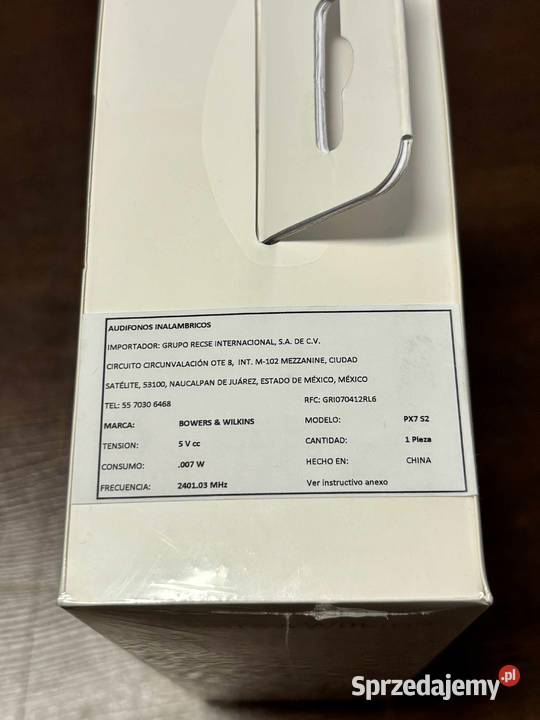 AUDIFONOS INALAMBRICOS
IMPORTADOR: GRUPO RECSE INTERNACIONAL, S.A. DE C.V.
CIRCUITO CIRCUNVALACIÓN OTE 8, INT. M-102 MEZZANINE, CIUDAD
SATÉLITE, 53100, NAUCALPAN DE JUÁREZ, ESTADO DE MÉXICO, MÉXICO
TEL: 55 7030 6468 RFC: GRI070412RL6
MARCA: BOWERS & WILKINS MODELO: PX7 S2
TENSION: 5 V cc CANTIDAD: 1 Pieza
CONSUMO: .007 W HECHO EN: CHINA
FRECUENCIA: 2401.03 MHz Ver instructivo anexo
Sprzedajemy.pl